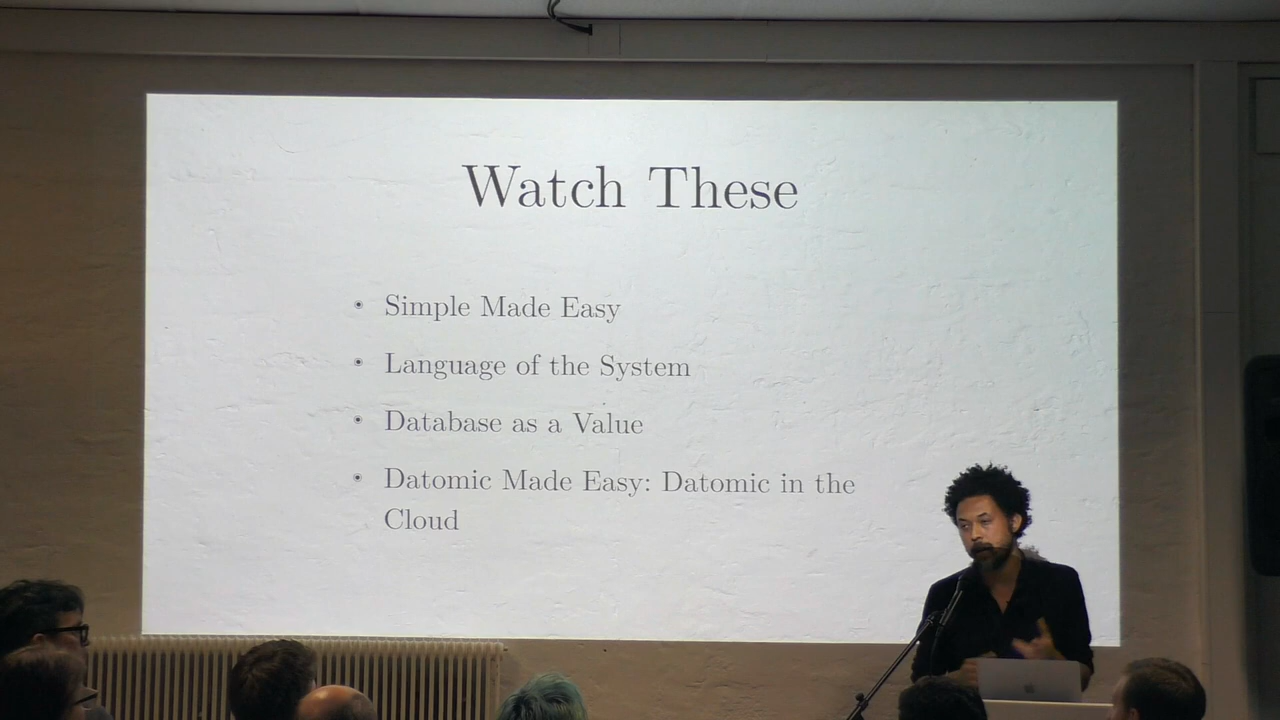 Watch These
• Simple Made Easy
• Language of the System
• Database as a Value
• Datomic Made Easy: Datomic in the
Cloud